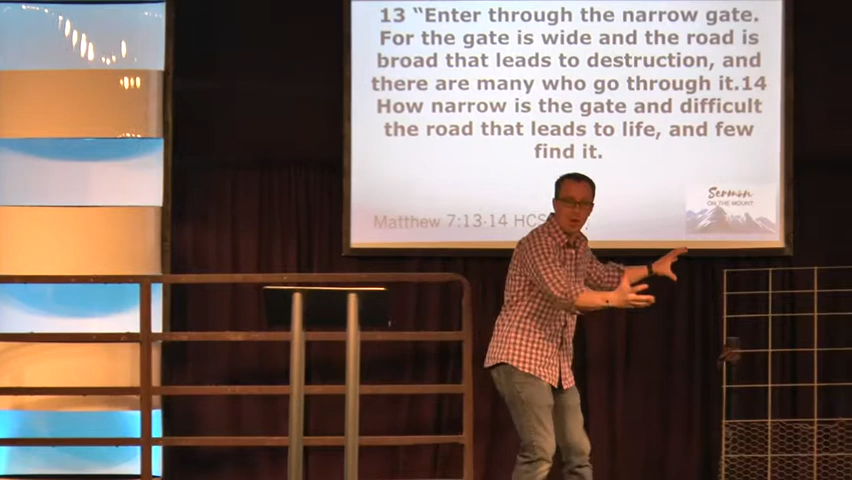 13 “Enter through the narrow gate.
For the gate is wide and the road is
broad that leads to destruction, and
there are many who go through it.14
How narrow is the gate and difficult
the road that leads to life, and few
find it.
Sermon
ON THE MOUNT
Matthew 7:13-14 HCS